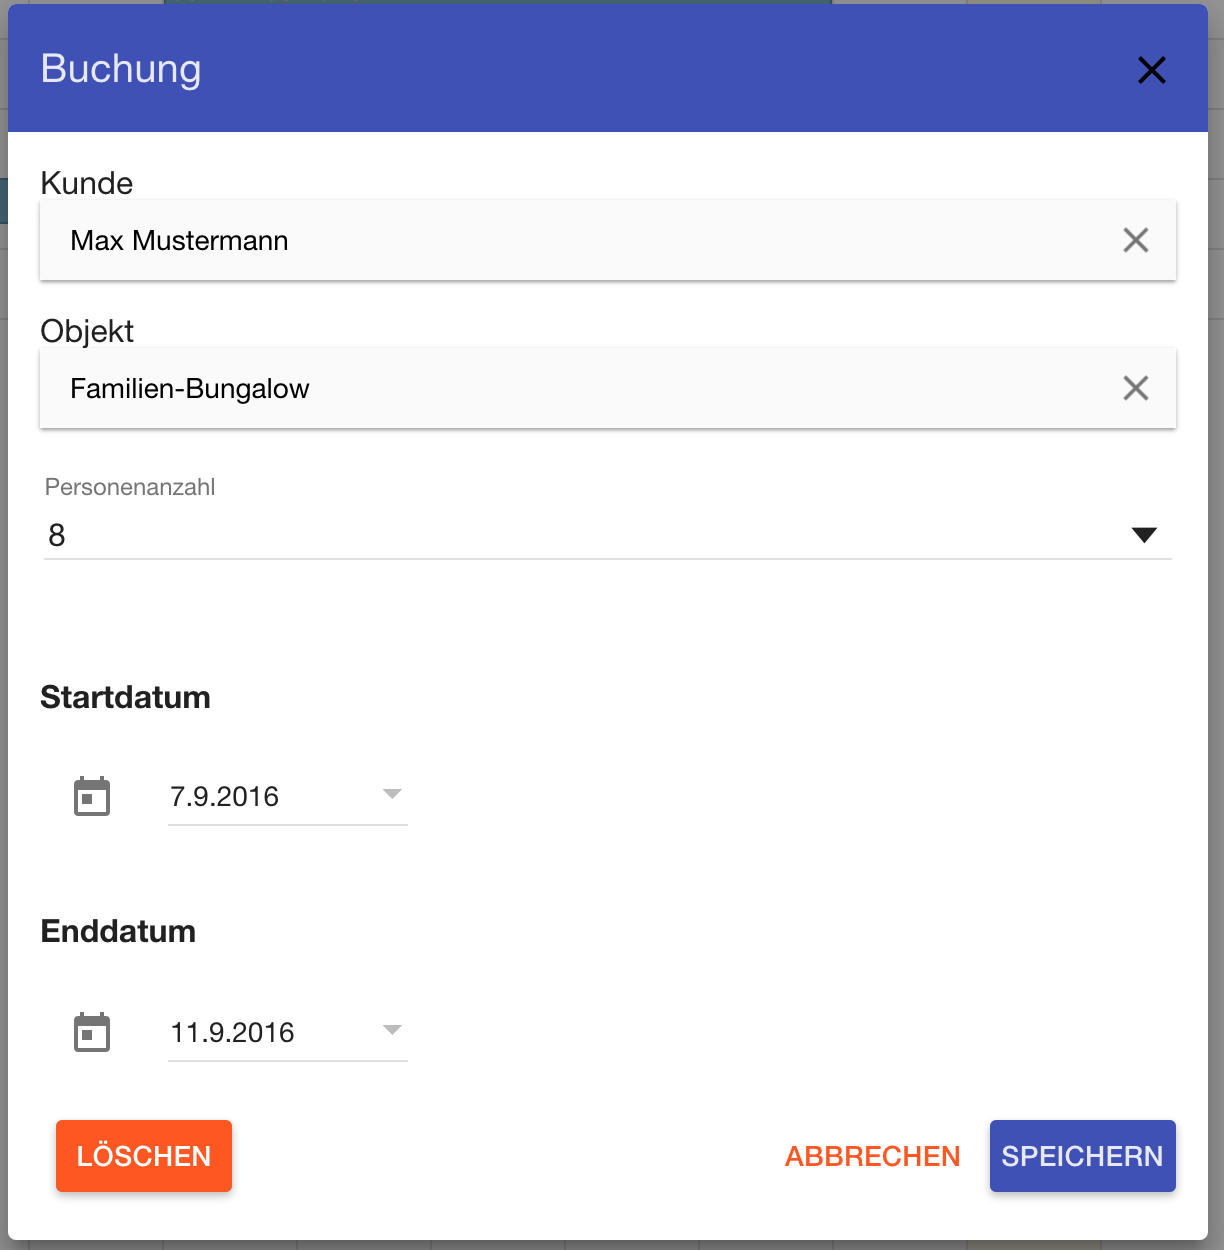 Buchung
Kunde
Max Mustermann
Objekt
Familien-Bungalow
Personenanzahl
8
Startdatum
7.9.2016
Enddatum
11.9.2016
LÖSCHEN
ABBRECHEN
SPEICHERN